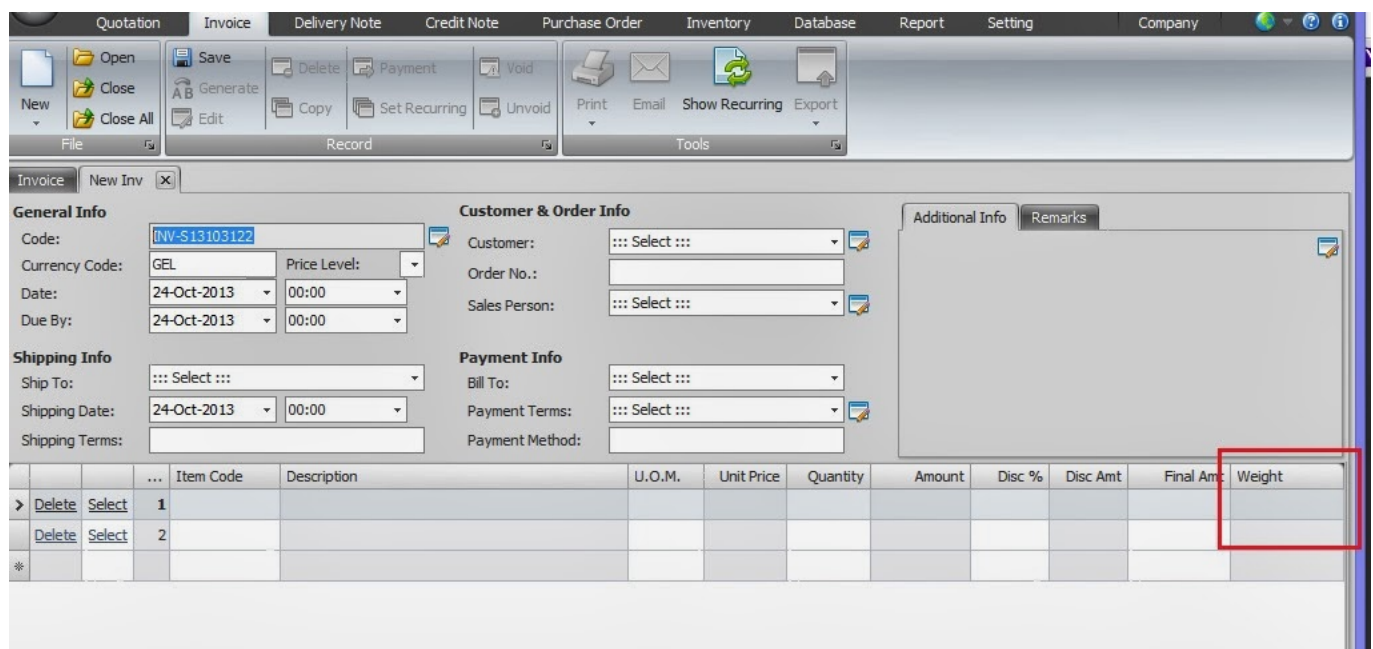 Quotation Invoice Delivery Note Credit Note Purchase Order Inventory Database Report Setting Company
Open Save Delete Payment Void
New Close Generate Print Email Show Recurring Export
Close All Edit Copy Set Recurring Unvoid
File Record Tools
Invoice New Inv
General Info Customer & Order Info Additional Info Remarks
Code: INV-S13103122 Customer: ::: Select :::
Currency Code: GEL Price Level: Order No.:
Date: 24-Oct-2013 00:00 Sales Person: ::: Select :::
Due By: 24-Oct-2013 00:00
Shipping Info Payment Info
Ship To: ::: Select ::: Bill To: ::: Select :::
Shipping Date: 24-Oct-2013 00:00 Payment Terms: ::: Select :::
Shipping Terms: Payment Method:
... Item Code Description U.O.M. Unit Price Quantity Amount Disc % Disc Amt Final Amt Weight
Delete Select 1
Delete Select 2